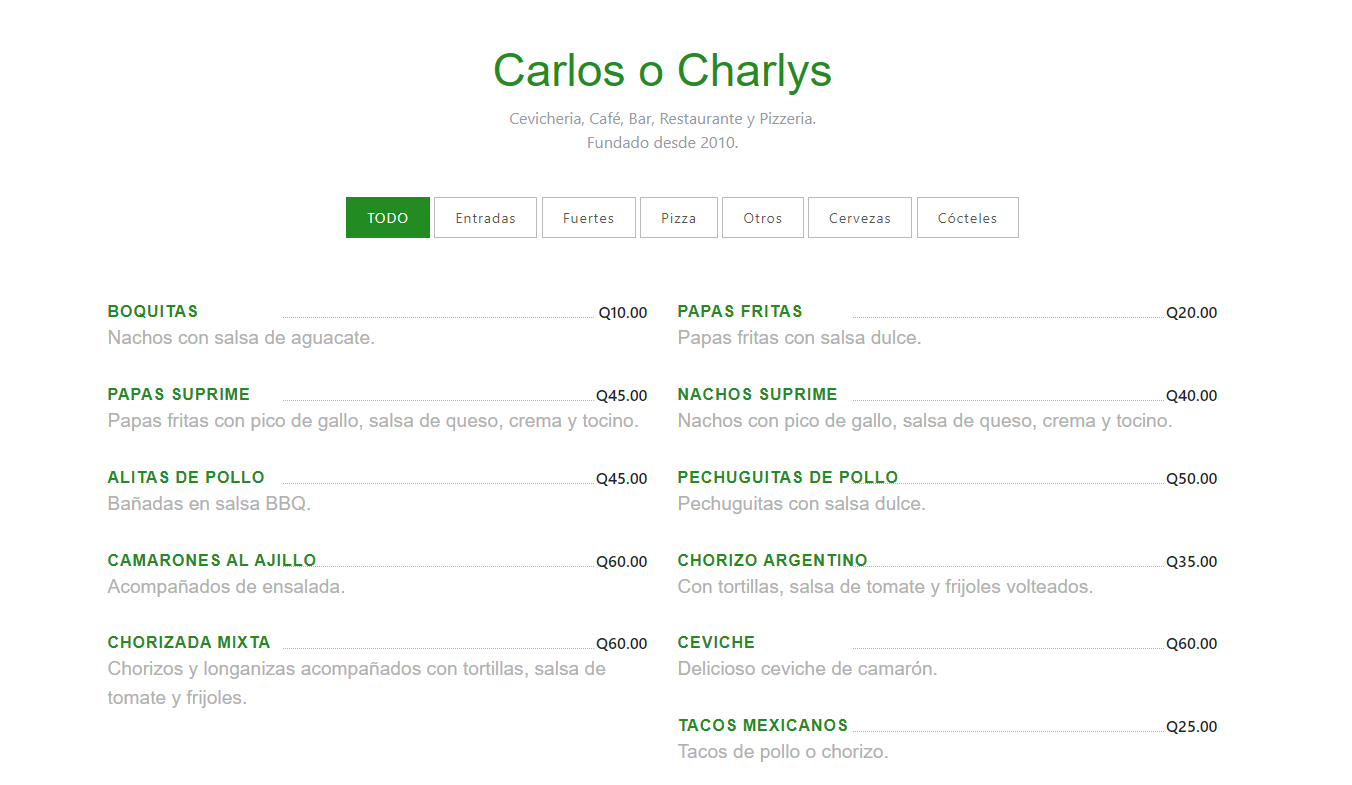 Carlos o Charlys
Cevicheria, Café, Bar, Restaurante y Pizzeria.
Fundado desde 2010.
TODO
Entradas
Fuertes
Pizza
Otros
Cervezas
Cócteles
BOQUITAS Q10.00
Nachos con salsa de aguacate.
PAPAS FRITAS Q20.00
Papas fritas con salsa dulce.
PAPAS SUPRIME Q45.00
Papas fritas con pico de gallo, salsa de queso, crema y tocino.
NACHOS SUPRIME Q40.00
Nachos con pico de gallo, salsa de queso, crema y tocino.
ALITAS DE POLLO Q45.00
Bañadas en salsa BBQ.
PECHUGUITAS DE POLLO Q50.00
Pechuguitas con salsa dulce.
CAMARONES AL AJILLO Q60.00
Acompañados de ensalada.
CHORIZO ARGENTINO Q35.00
Con tortillas, salsa de tomate y frijoles volteados.
CHORIZADA MIXTA Q60.00
Chorizos y longanizas acompañados con tortillas, salsa de
tomate y frijoles.
CEVICHE Q60.00
Delicioso ceviche de camarón.
TACOS MEXICANOS Q25.00
Tacos de pollo o chorizo.